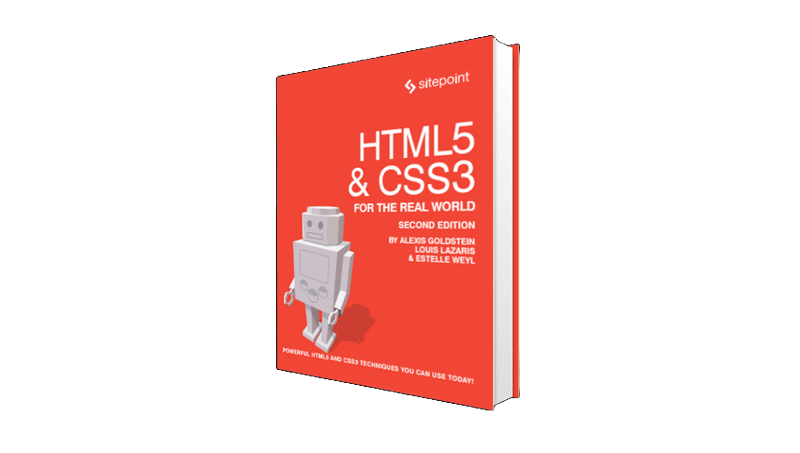 sitepoint
HTML5
& CSS3
FOR THE REAL WORLD
SECOND EDITION
BY ALEXIS GOLDSTEIN
LOUIS LAZARIS
& ESTELLE WEYL
POWERFUL HTML5 AND CSS3 TECHNIQUES YOU CAN USE TODAY!